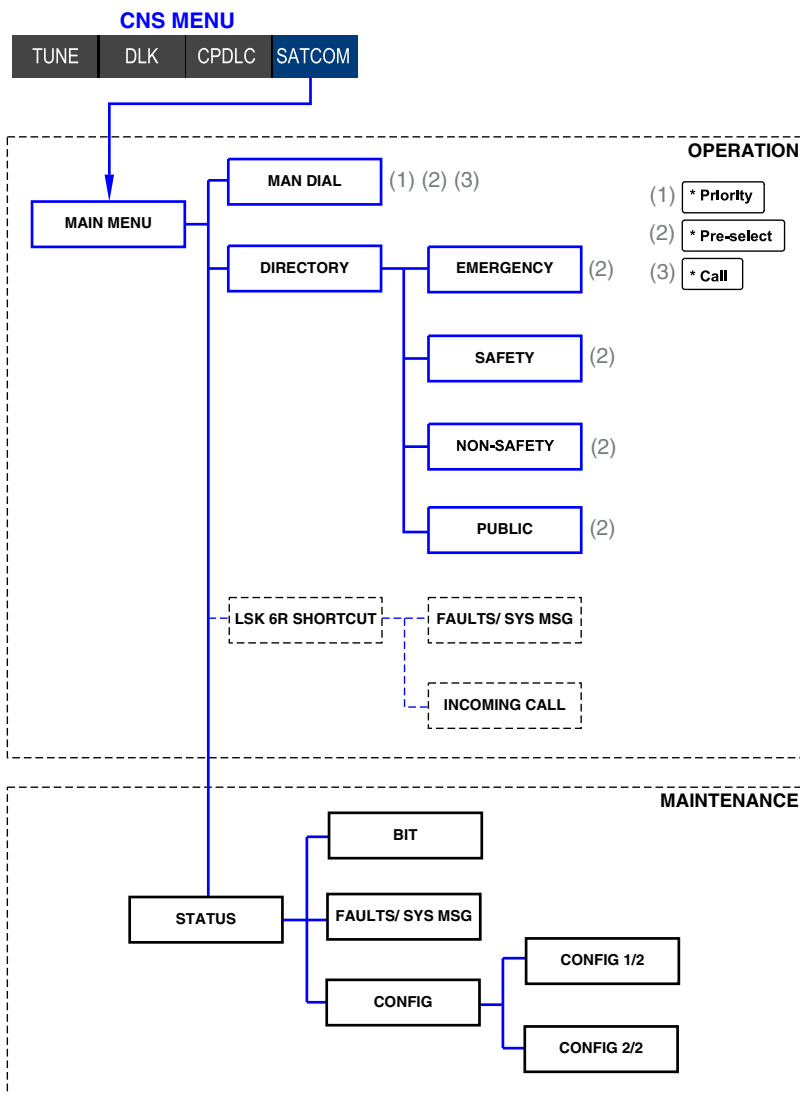 CNS MENU
TUNE DLK CPDLC SATCOM
OPERATION
MAN DIAL (1) (2) (3)
(1) * Priority
MAIN MENU
(2) * Pre-select
DIRECTORY
EMERGENCY (2)
(3) * Call
SAFETY (2)
NON-SAFETY (2)
PUBLIC (2)
LSK 6R SHORTCUT
FAULTS/ SYS MSG
INCOMING CALL
MAINTENANCE
BIT
STATUS
FAULTS/ SYS MSG
CONFIG 1/2
CONFIG
CONFIG 2/2